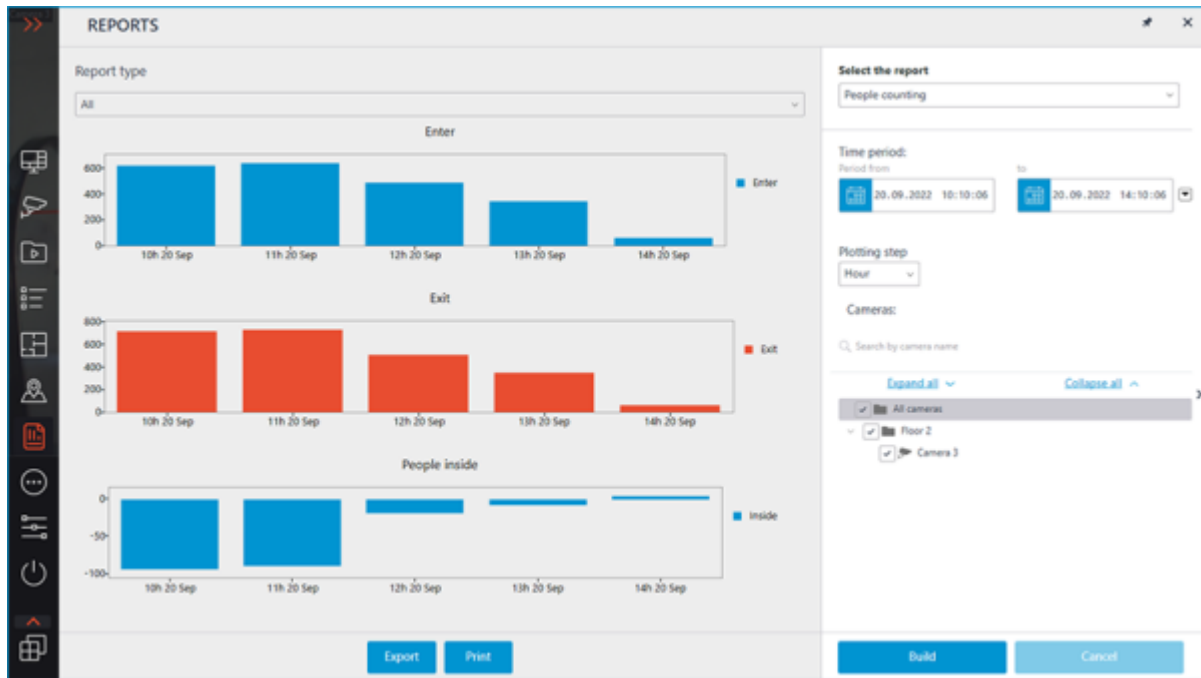 REPORTS
Report type
All
Enter
600
400
200
0
Enter
10h 20 Sep 11h 20 Sep 12h 20 Sep 13h 20 Sep 14h 20 Sep
Exit
800
600
400
200
0
Exit
10h 20 Sep 11h 20 Sep 12h 20 Sep 13h 20 Sep 14h 20 Sep
People inside
0
-50
-100
Inside
10h 20 Sep 11h 20 Sep 12h 20 Sep 13h 20 Sep 14h 20 Sep
Export Print
Select the report
People counting
Time period:
Period from to
20.09.2022 10:10:06 20.09.2022 14:10:06
Plotting step
Hour
Cameras:
Search by camera name
Expand all Collapse all
All cameras
Floor 2
Camera 3
Build Cancel